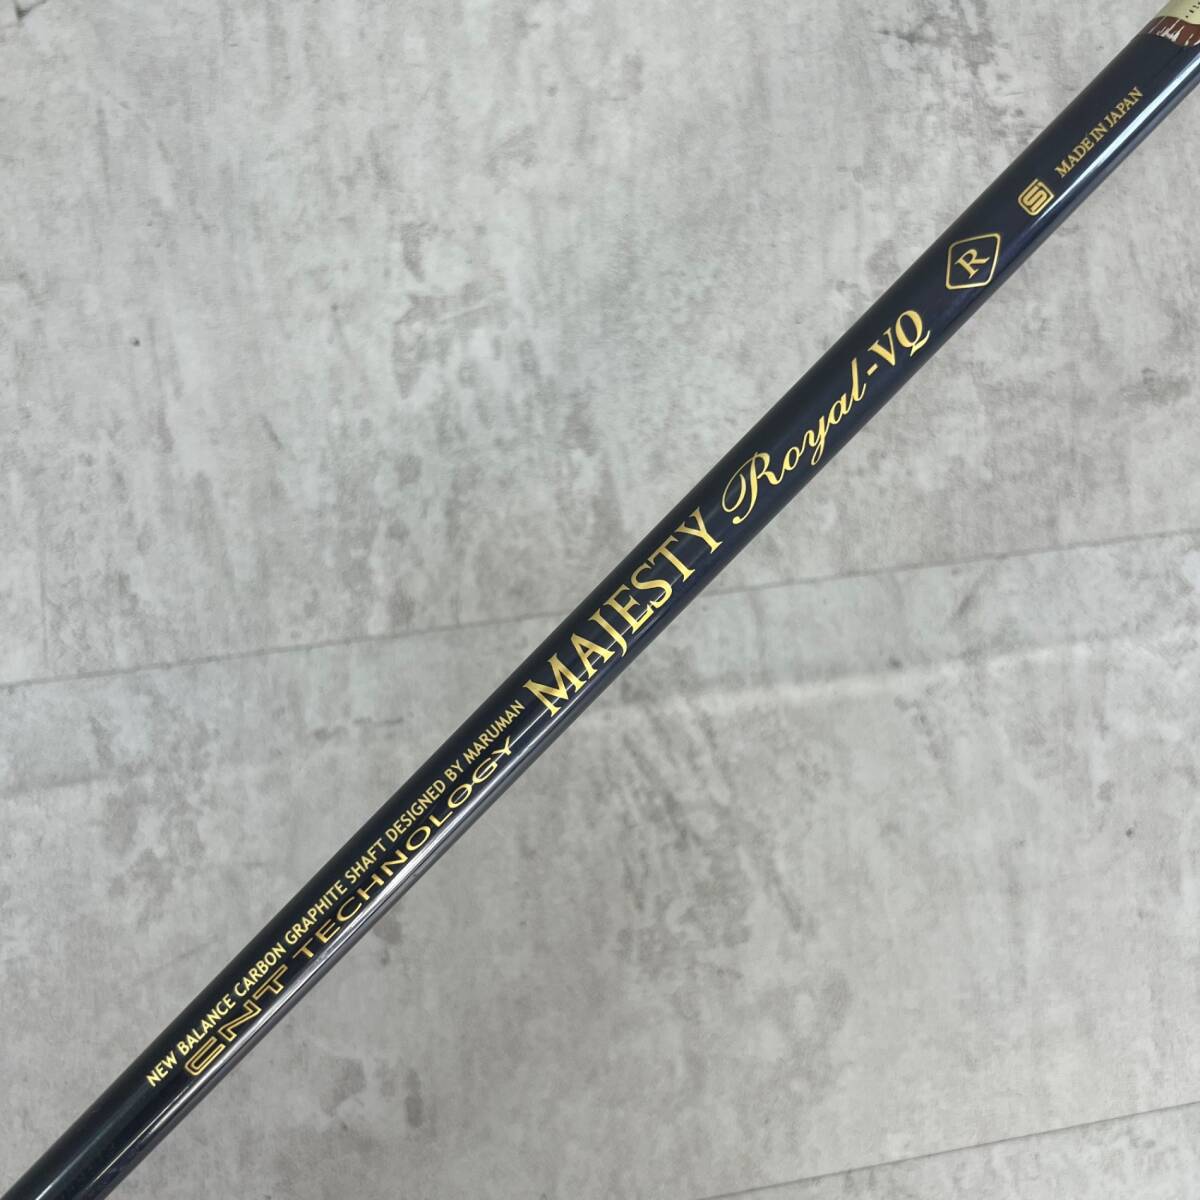 NEW BALANCE CARBON GRAPHITE SHAFT DESIGNED BY MARUMAN
CNT TECHNOLOGY
MAJESTY Royal-VQ
R
S
MADE IN JAPAN